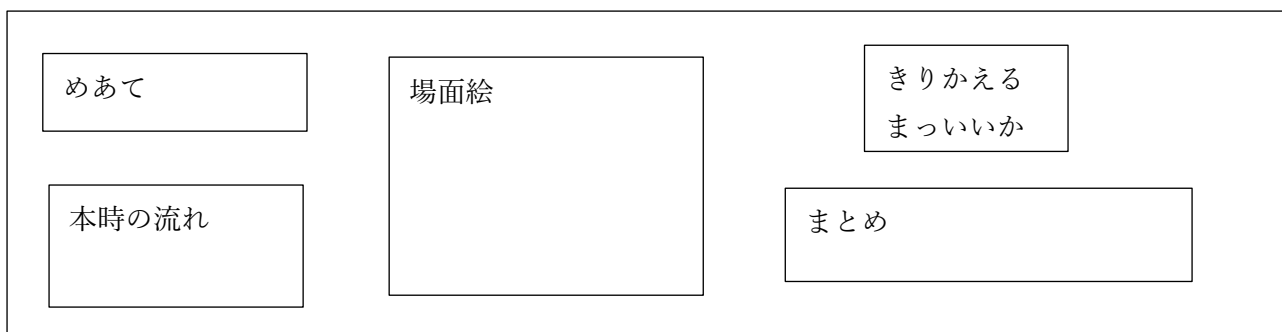 めあて
本時の流れ
場面絵
きりかえる
まっいいか
まとめ